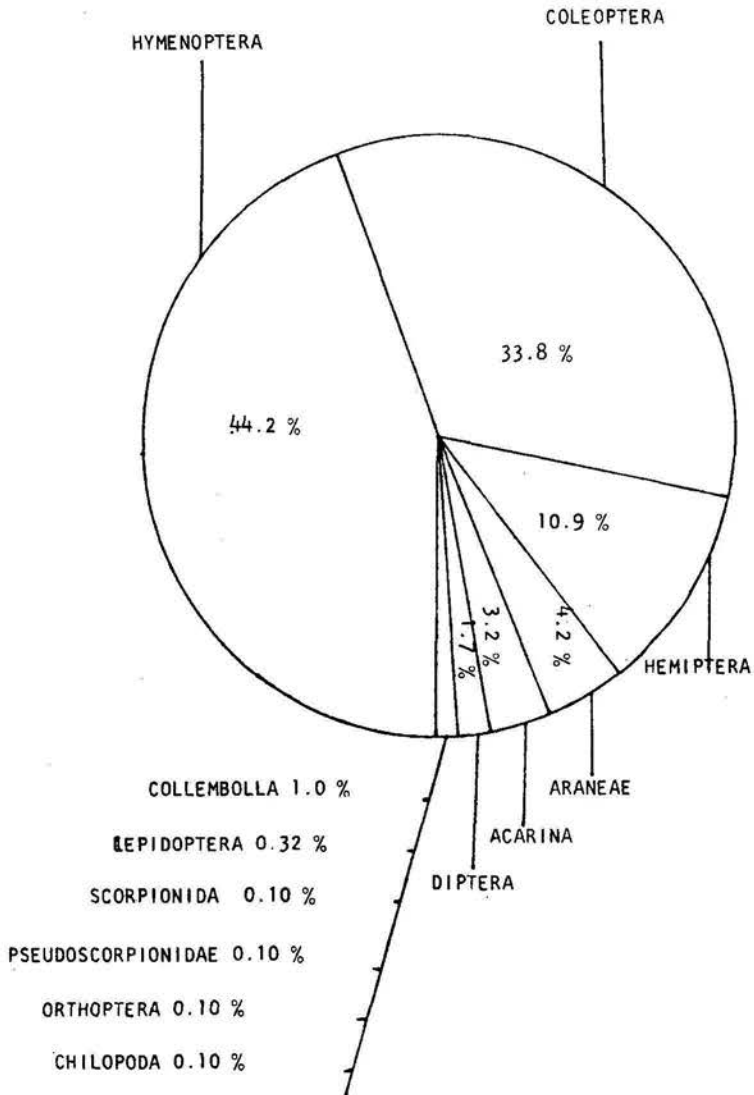 COLEOPTERA
HYMENOPTERA
33.8 %
44.2 %
10.9 %
4.2 %
3.2 %
1.7 %
HEMIPTERA
ARANEAE
ACARINA
DIPTERA
COLLEMBOLLA 1.0 %
LEPIDOPTERA 0.32 %
SCORPIONIDA 0.10 %
PSEUDOSCORPIONIDAE 0.10 %
ORTHOPTERA 0.10 %
CHILOPODA 0.10 %